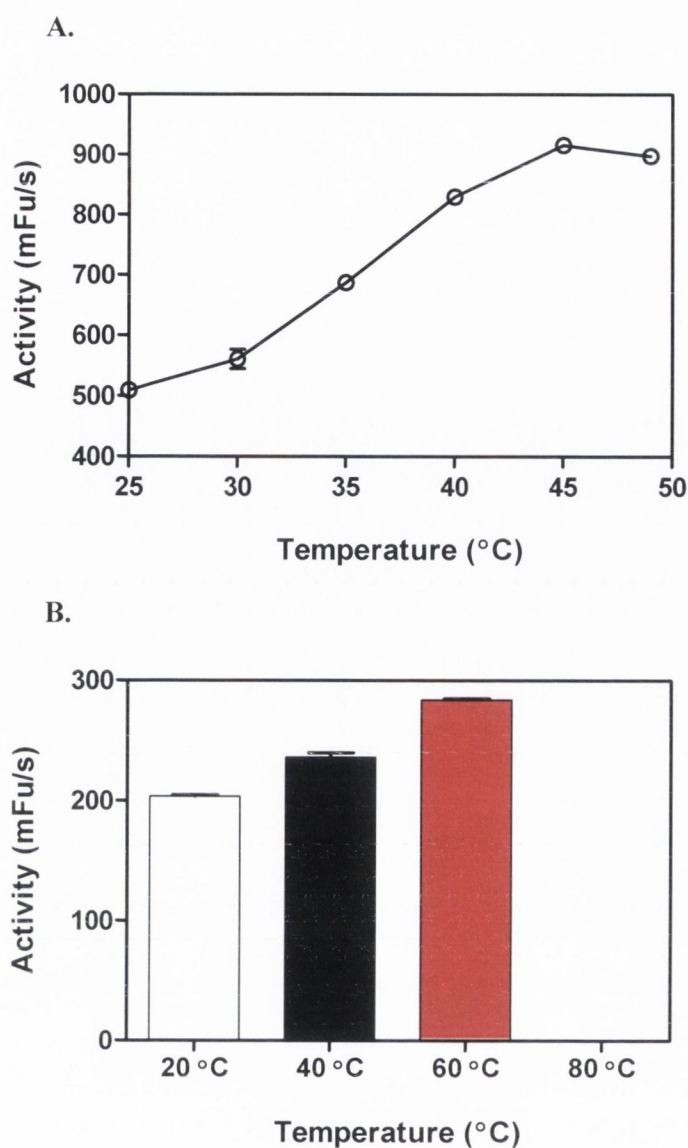 A.
1000
900
800
700
600
500
400
Activity (mFu/s)
25 30 35 40 45 50
Temperature (°C)
B.
300
200
100
0
Activity (mFu/s)
20 °C 40 °C 60 °C 80 °C
Temperature (°C)